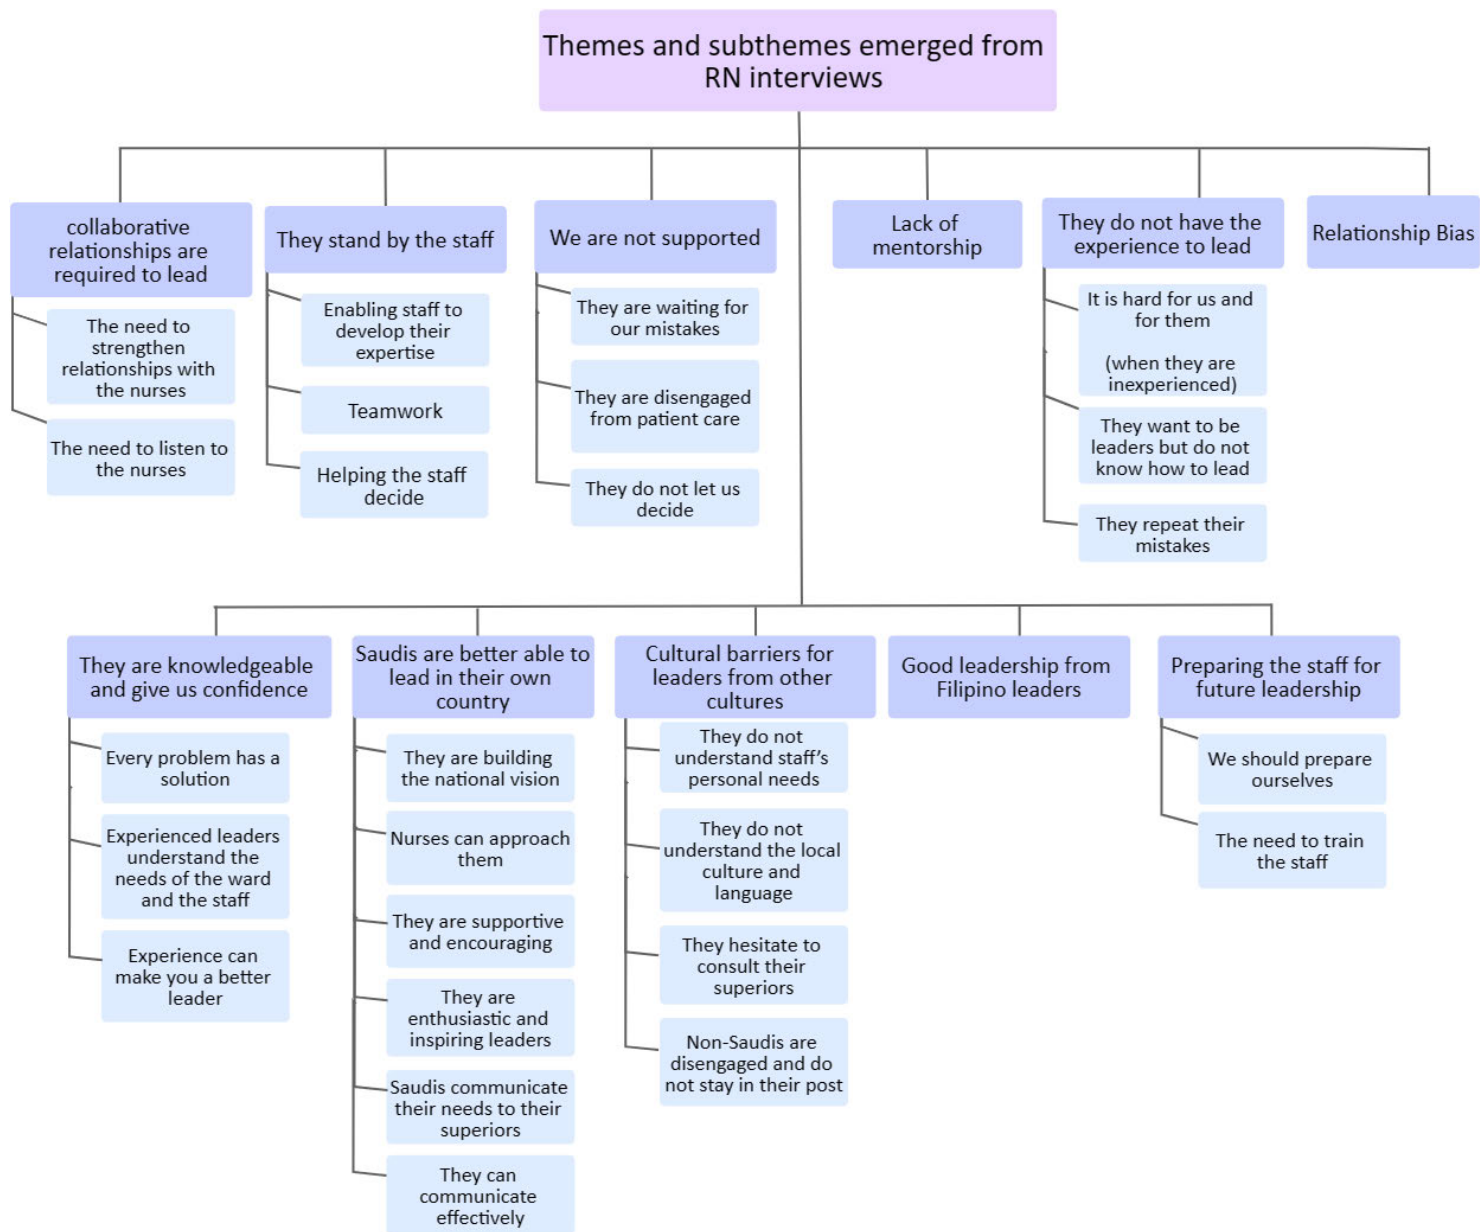 Themes and subthemes emerged from
RN interviews
collaborative
relationships are
required to lead
The need to
strengthen
relationships with
the nurses
The need to listen to
the nurses
They stand by the staff
Enabling staff to
develop their
expertise
Teamwork
Helping the staff
decide
We are not supported
They are waiting for
our mistakes
They are disengaged
from patient care
They do not let us
decide
Lack of
mentorship
They do not have the
experience to lead
It is hard for us and
for them
(when they are
inexperienced)
They want to be
leaders but do not
know how to lead
They repeat their
mistakes
Relationship Bias
They are knowledgeable
and give us confidence
Every problem has a
solution
Experienced leaders
understand the
needs of the ward
and the staff
Experience can
make you a better
leader
Saudis are better able to
lead in their own
country
They are building
the national vision
Nurses can approach
them
They are supportive
and encouraging
They are
enthusiastic and
inspiring leaders
Saudis communicate
their needs to their
superiors
They can
communicate
effectively
Cultural barriers for
leaders from other
cultures
They do not
understand staff’s
personal needs
They do not
understand the local
culture and
language
They hesitate to
consult their
superiors
Non-Saudis are
disengaged and do
not stay in their post
Good leadership from
Filipino leaders
Preparing the staff for
future leadership
We should prepare
ourselves
The need to train
the staff